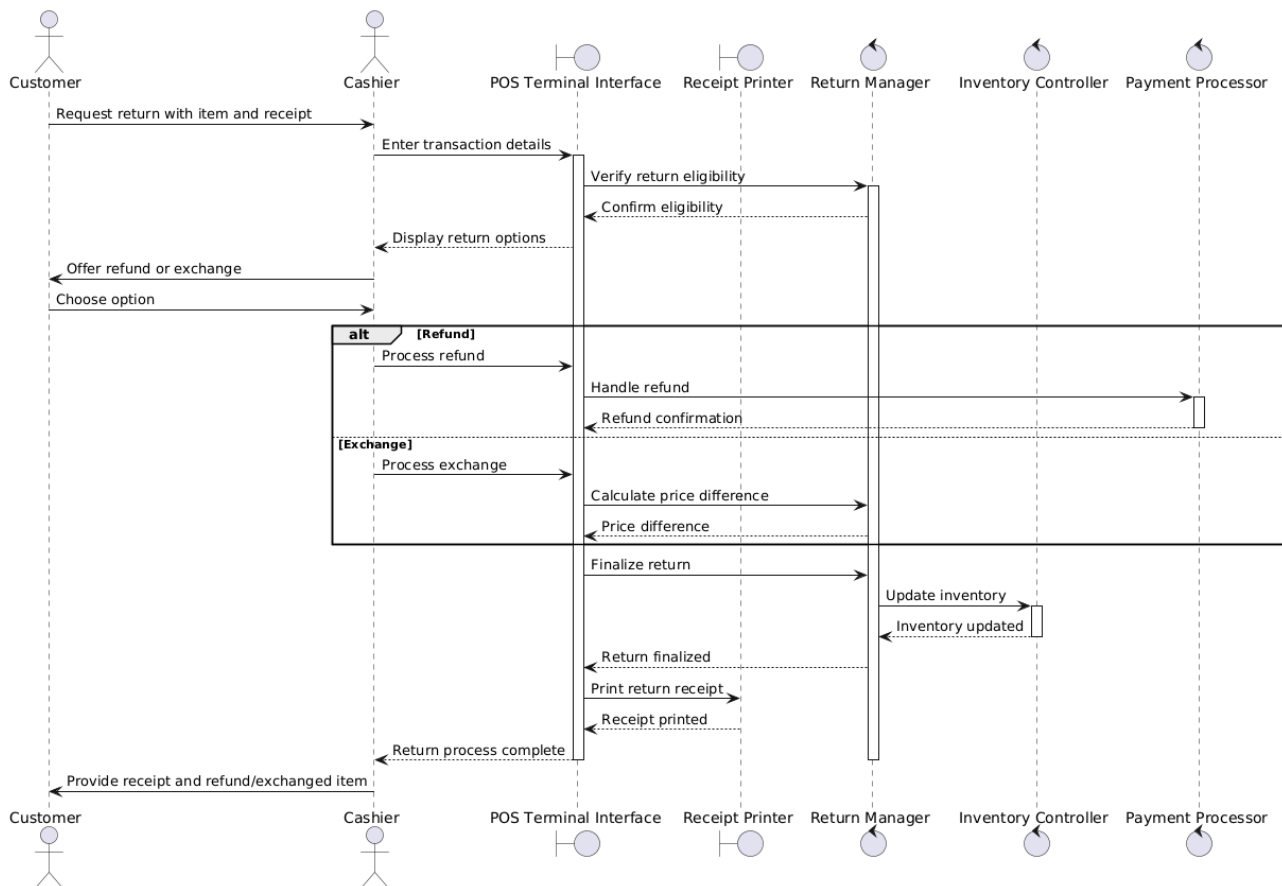 Customer
Cashier
POS Terminal Interface
Receipt Printer
Return Manager
Inventory Controller
Payment Processor
Request return with item and receipt
Enter transaction details
Verify return eligibility
Confirm eligibility
Display return options
Offer refund or exchange
Choose option
alt [Refund]
Process refund
Handle refund
Refund confirmation
[Exchange]
Process exchange
Calculate price difference
Price difference
Finalize return
Update inventory
Inventory updated
Return finalized
Print return receipt
Receipt printed
Return process complete
Provide receipt and refund/exchanged item
Customer
Cashier
POS Terminal Interface
Receipt Printer
Return Manager
Inventory Controller
Payment Processor